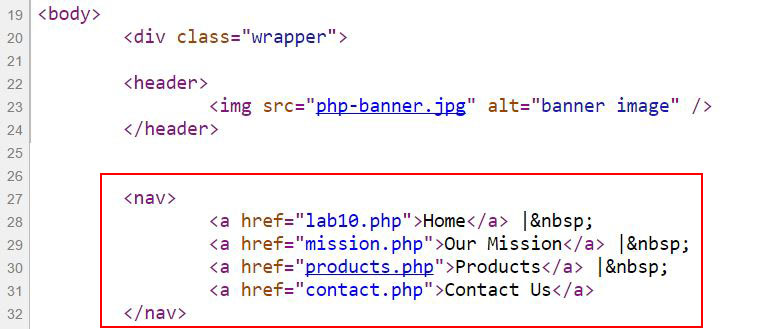 19 <body>
20 <div class="wrapper">
21
22 <header>
23 <img src="php-banner.jpg" alt="banner image" />
24 </header>
25
26
27 <nav>
28 <a href="lab10.php">Home</a> |&nbsp;
29 <a href="mission.php">Our Mission</a> |&nbsp;
30 <a href="products.php">Products</a> |&nbsp;
31 <a href="contact.php">Contact Us</a>
32 </nav>